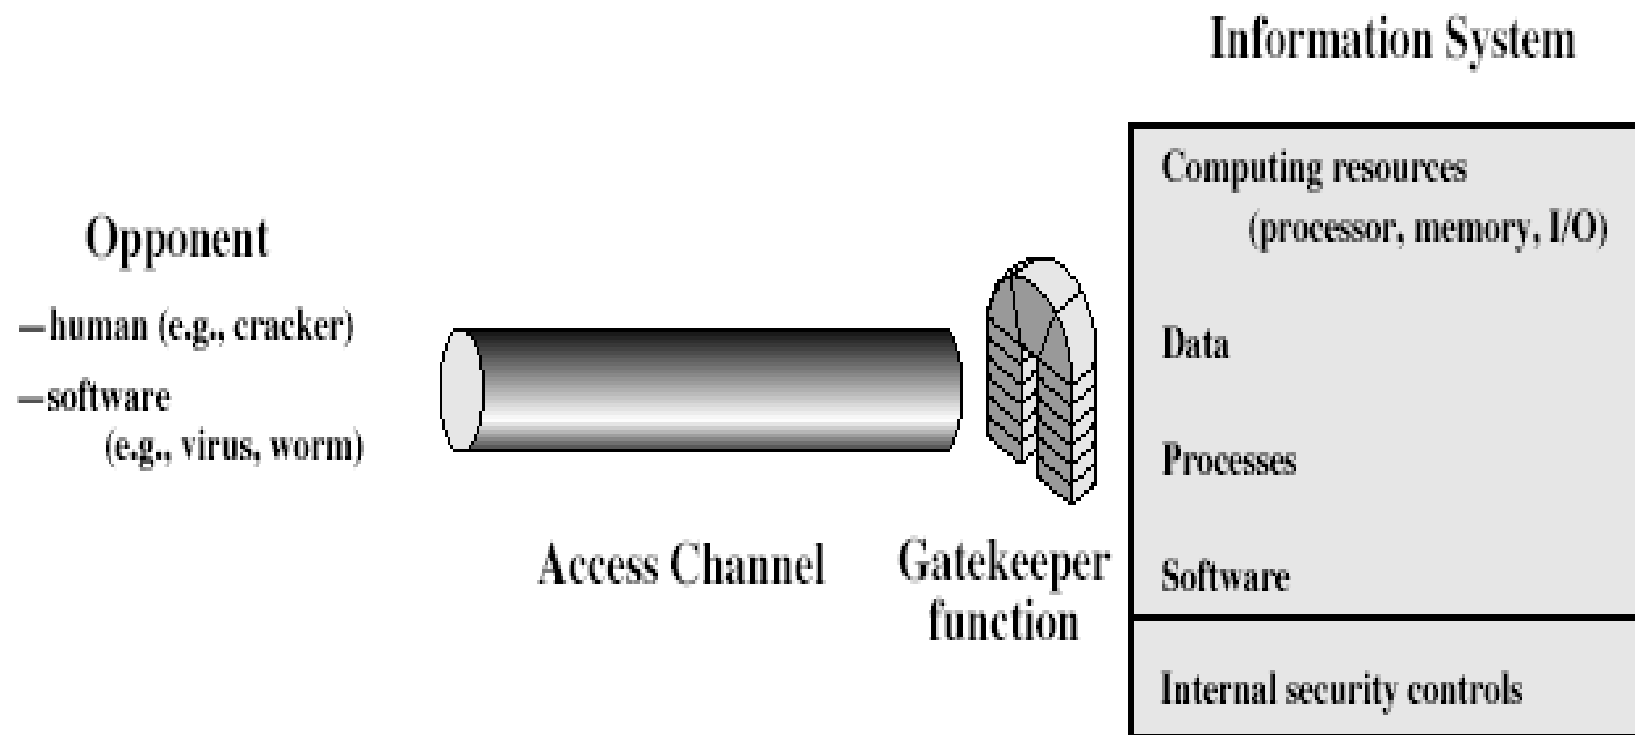 Information System
Opponent
—human (e.g., cracker)
—software
(e.g., virus, worm)
Access Channel
Gatekeeper
function
Computing resources
(processor, memory, I/O)
Data
Processes
Software
Internal security controls